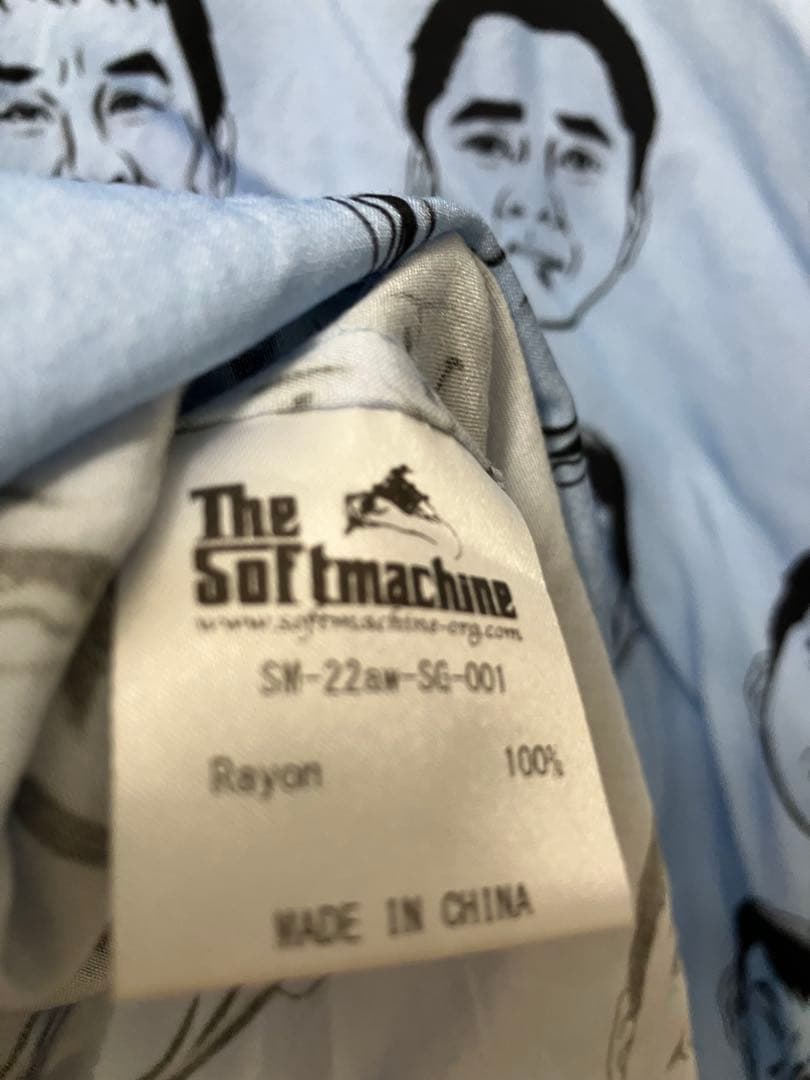 The
Softmachine
www.softmachine-org.com
SM-22aw-SG-001
Rayon 100%
MADE IN CHINA